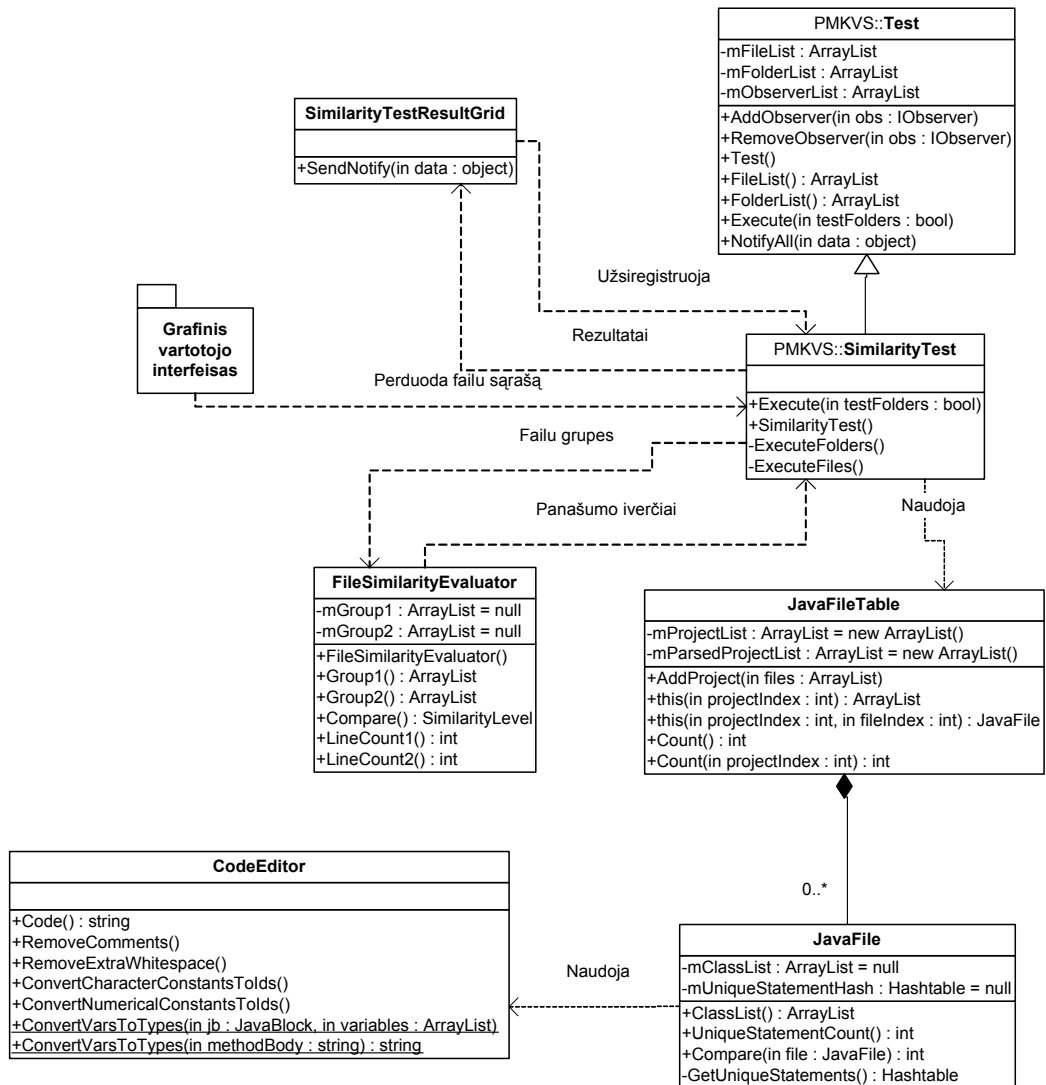 PMKVS::Test
-mFileList : ArrayList
-mFolderList : ArrayList
-mObserverList : ArrayList
+AddObserver(in obs : IObserver)
+RemoveObserver(in obs : IObserver)
+Test()
+FileList() : ArrayList
+FolderList() : ArrayList
+Execute(in testFolders : bool)
+NotifyAll(in data : object)
SimilarityTestResultGrid
+SendNotify(in data : object)
Užsiregistruoja
Rezultatai
Grafinis
vartotojo
interfeisas
Perduoda failu sąrašą
PMKVS::SimilarityTest
+Execute(in testFolders : bool)
+SimilarityTest()
-ExecuteFolders()
-ExecuteFiles()
Failu grupes
Panašumo iverčiai
Naudoja
FileSimilarityEvaluator
-mGroup1 : ArrayList = null
-mGroup2 : ArrayList = null
+FileSimilarityEvaluator()
+Group1() : ArrayList
+Group2() : ArrayList
+Compare() : SimilarityLevel
+LineCount1() : int
+LineCount2() : int
JavaFileTable
-mProjectList : ArrayList = new ArrayList()
-mParsedProjectList : ArrayList = new ArrayList()
+AddProject(in files : ArrayList)
+this(in projectIndex : int) : ArrayList
+this(in projectIndex : int, in fileIndex : int) : JavaFile
+Count() : int
+Count(in projectIndex : int) : int
0..*
CodeEditor
+Code() : string
+RemoveComments()
+RemoveExtraWhitespace()
+ConvertCharacterConstantsToIds()
+ConvertNumericalConstantsToIds()
+ConvertVarsToTypes(in jb : JavaBlock, in variables : ArrayList)
+ConvertVarsToTypes(in methodBody : string) : string
Naudoja
JavaFile
-mClassList : ArrayList = null
-mUniqueStatementHash : Hashtable = null
+ClassList() : ArrayList
+UniqueStatementCount() : int
+Compare(in file : JavaFile) : int
-GetUniqueStatements() : Hashtable